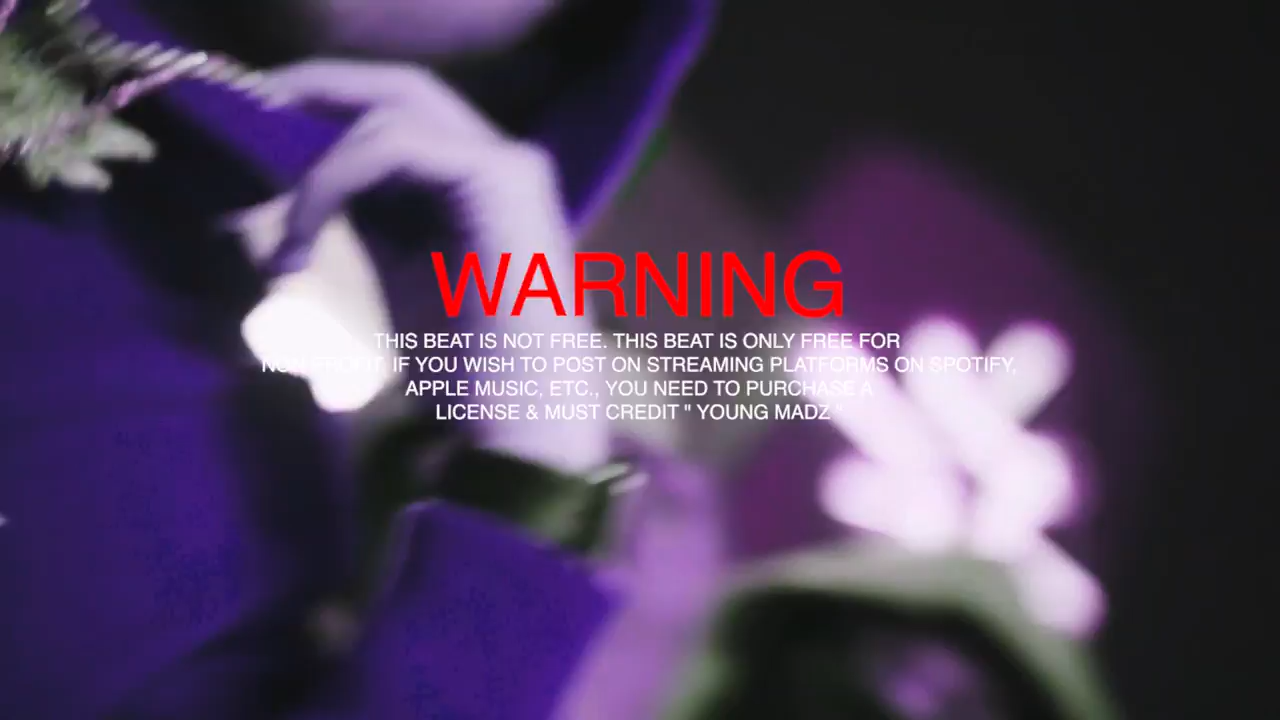 WARNING
THIS BEAT IS NOT FREE. THIS BEAT IS ONLY FREE FOR
NON PROFIT. IF YOU WISH TO POST ON STREAMING PLATFORMS ON SPOTIFY,
APPLE MUSIC, ETC., YOU NEED TO PURCHASE A
LICENSE & MUST CREDIT " YOUNG MADZ "